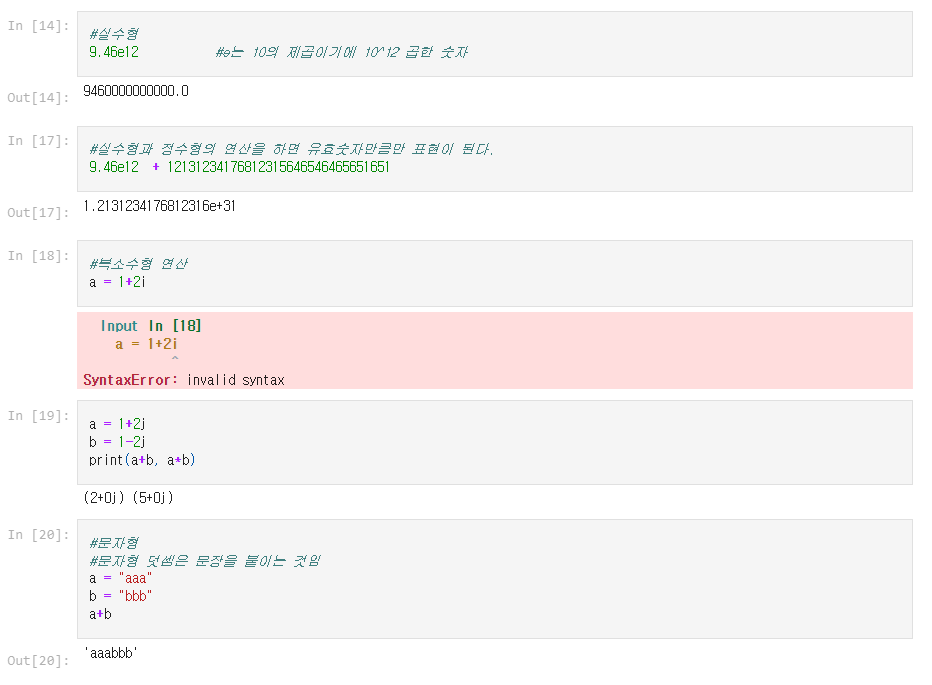 In [14]:
#실수형
9.46e12 #e는 10의 제곱이기에 10^12 곱한 숫자
Out[14]:
9460000000000.0
In [17]:
#실수형과 정수형의 연산을 하면 유효숫자만큼만 표현이 된다.
9.46e12 + 12131234176812315646546465651651
Out[17]:
1.2131234176812316e+31
In [18]:
#복소수형 연산
a = 1+2i
Input In [18]
a = 1+2i
^
SyntaxError: invalid syntax
In [19]:
a = 1+2j
b = 1-2j
print(a+b, a*b)
(2+0j) (5+0j)
In [20]:
#문자형
#문자형 덧셈은 문장을 붙이는 것임
a = "aaa"
b = "bbb"
a+b
Out[20]:
'aaabbb'